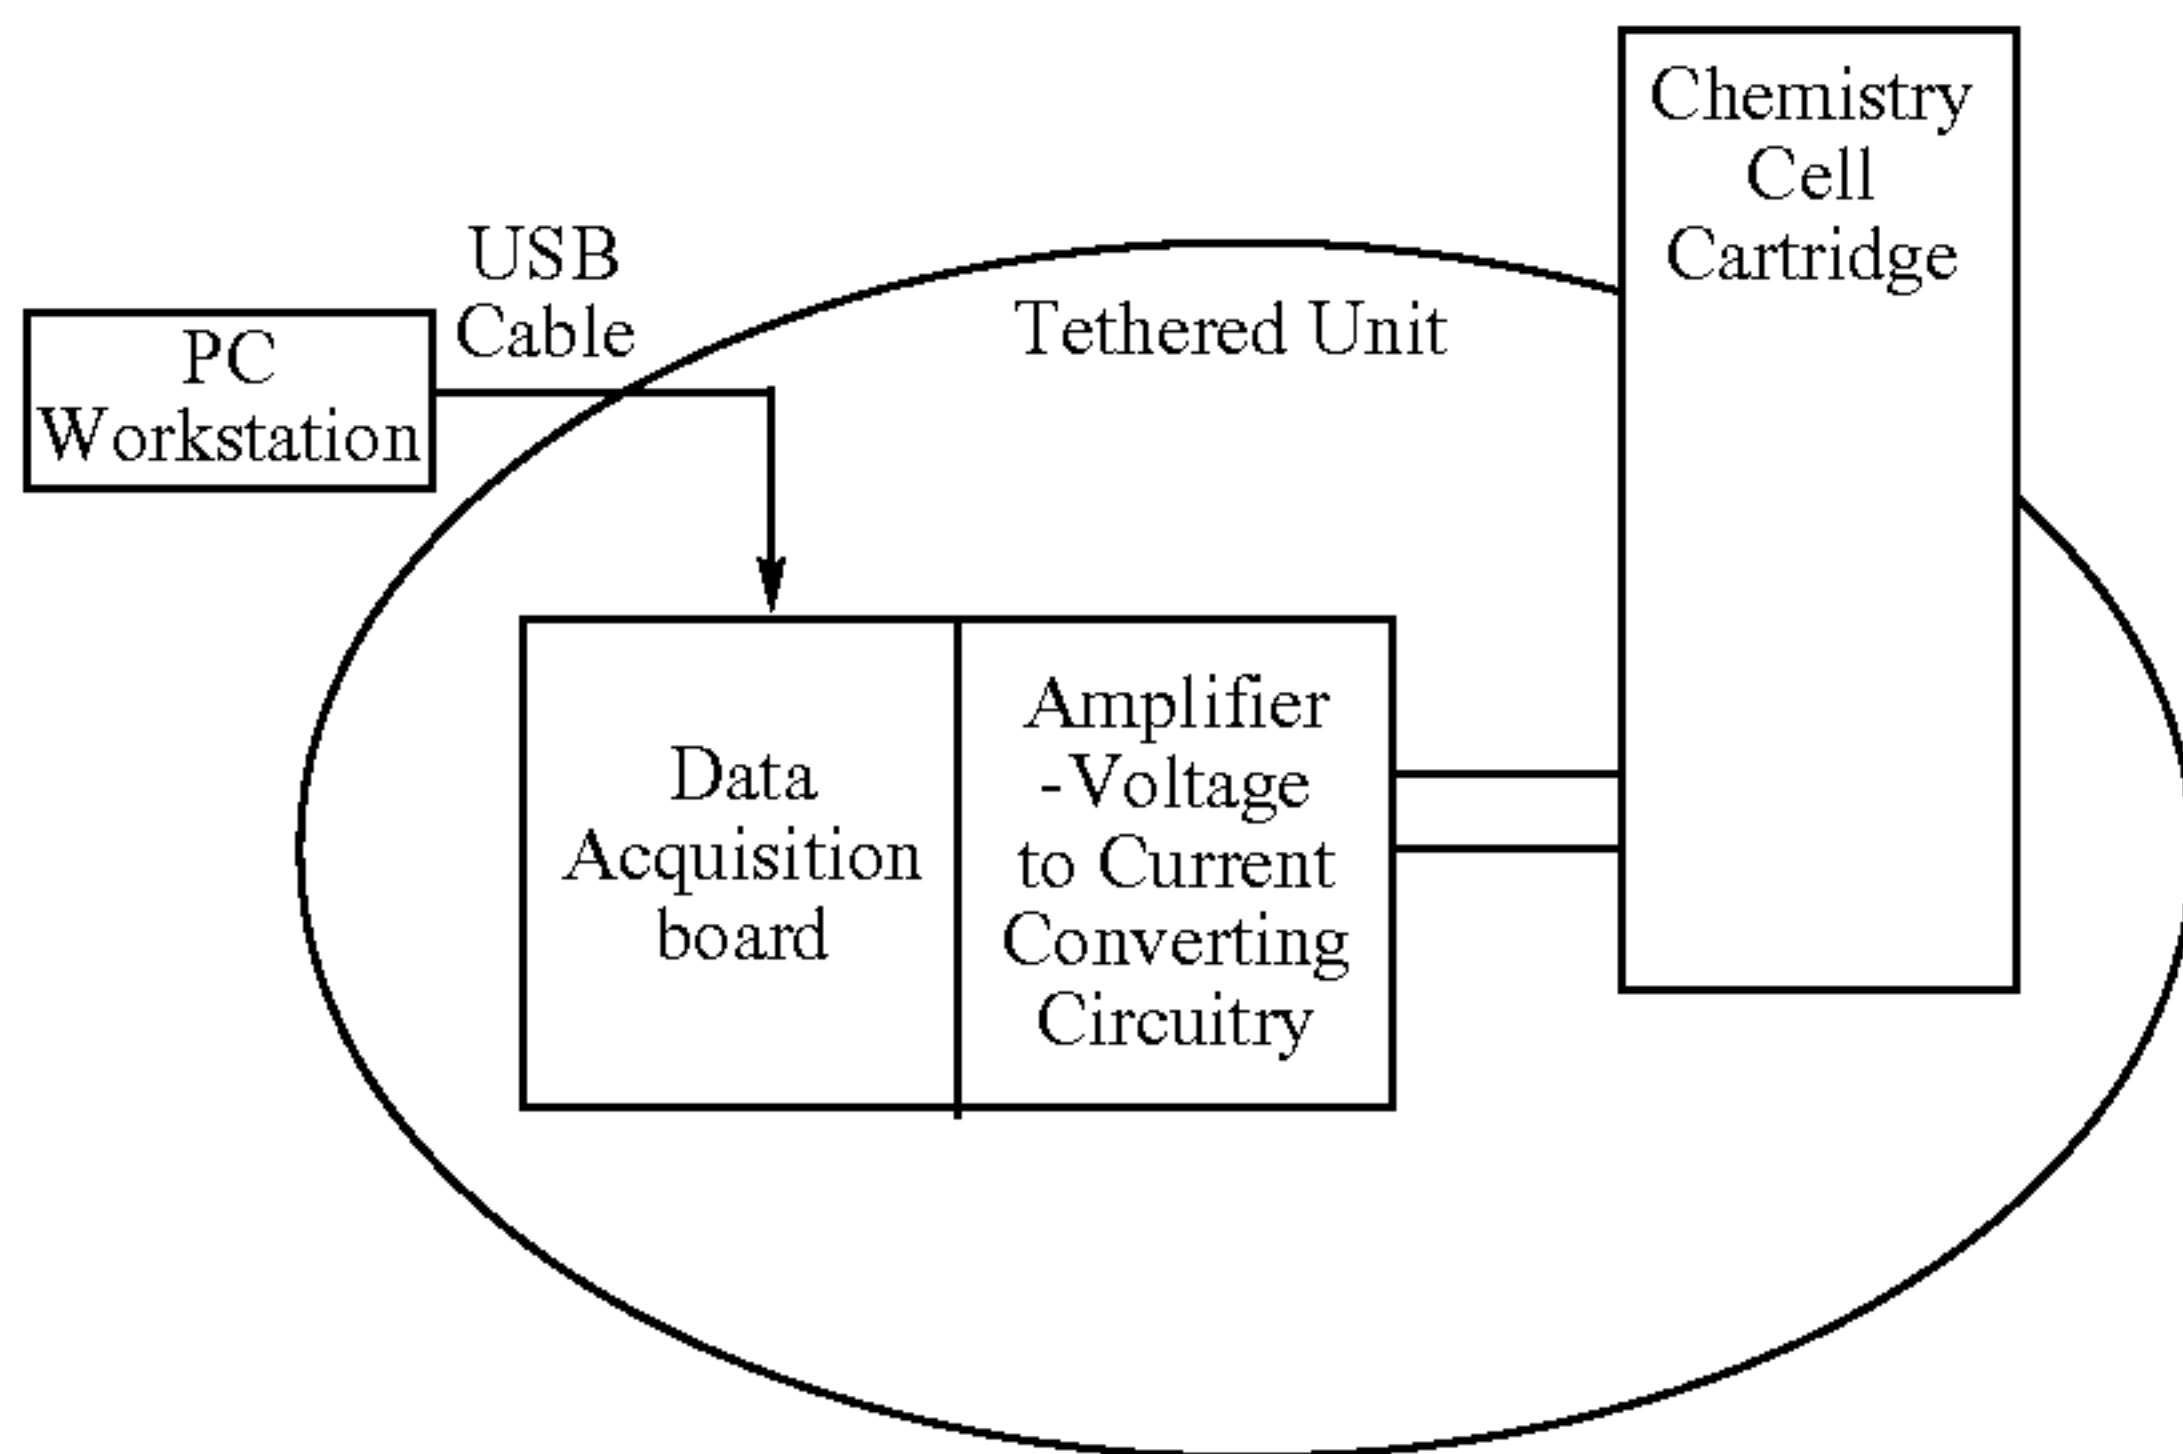 Chemistry
Cell
Cartridge
USB
Cable
Tethered Unit
PC
Workstation
Data
Acquisition
board
Amplifier
-Voltage
to Current
Converting
Circuitry